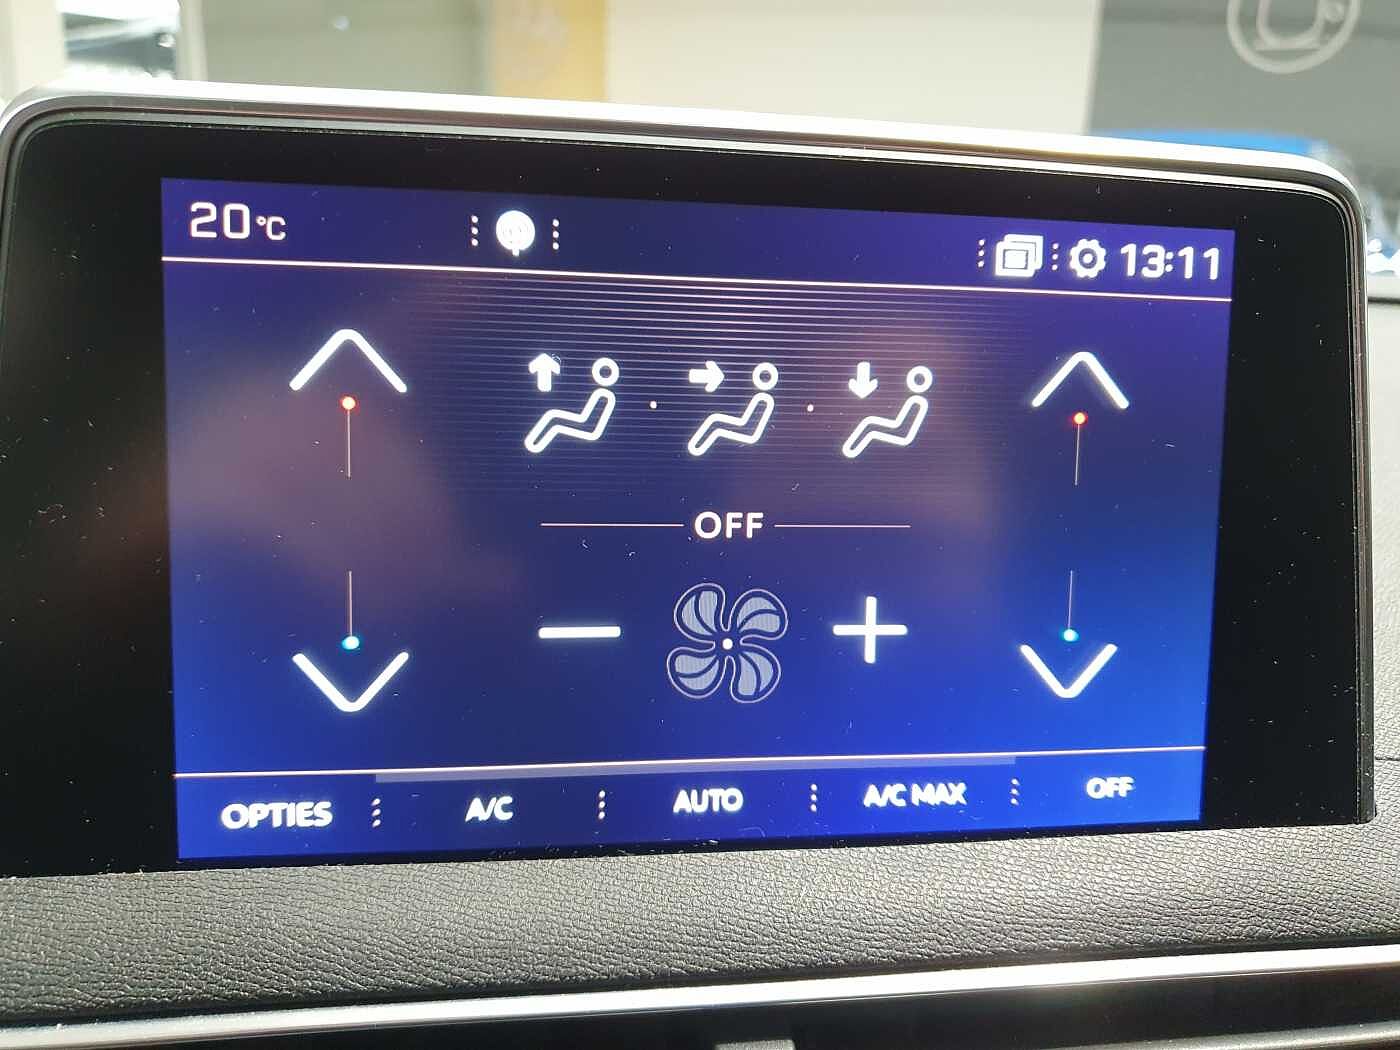 20°C
13:11
OFF
OPTIES
A/C
AUTO
A/C MAX
OFF